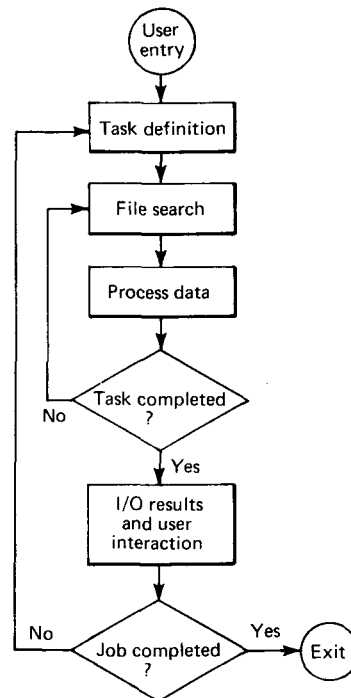 User
entry
Task definition
File search
Process data
Task completed
?
No
Yes
I/O results
and user
interaction
Job completed
?
No
Yes
Exit